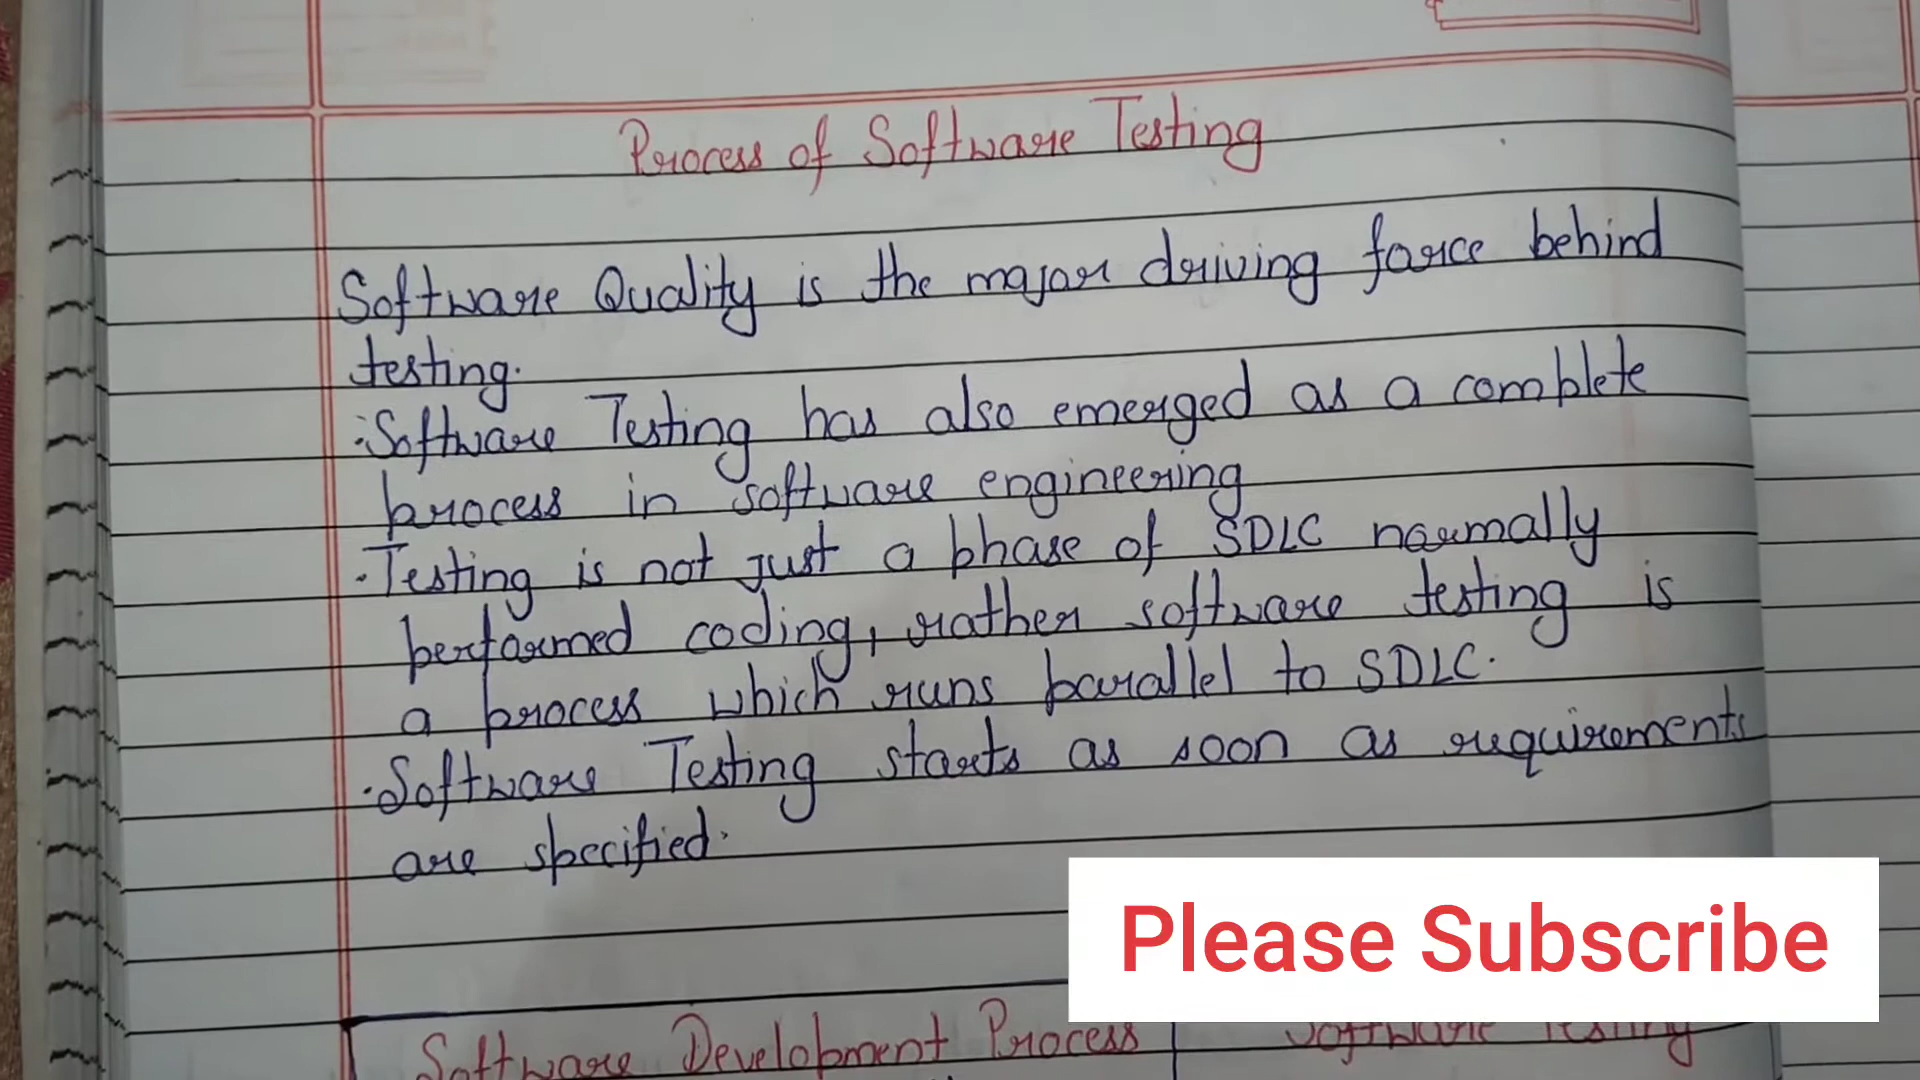 Process of Software Testing
Software Quality is the major driving force behind
testing.
·Software Testing has also emerged as a complete
process in software engineering
·Testing is not just a phase of SDLC normally
performed coding, rather software testing is
a process which runs parallel to SDLC.
·Software Testing starts as soon as requirements
are specified.
Please Subscribe
Software Development Process
Software Testing